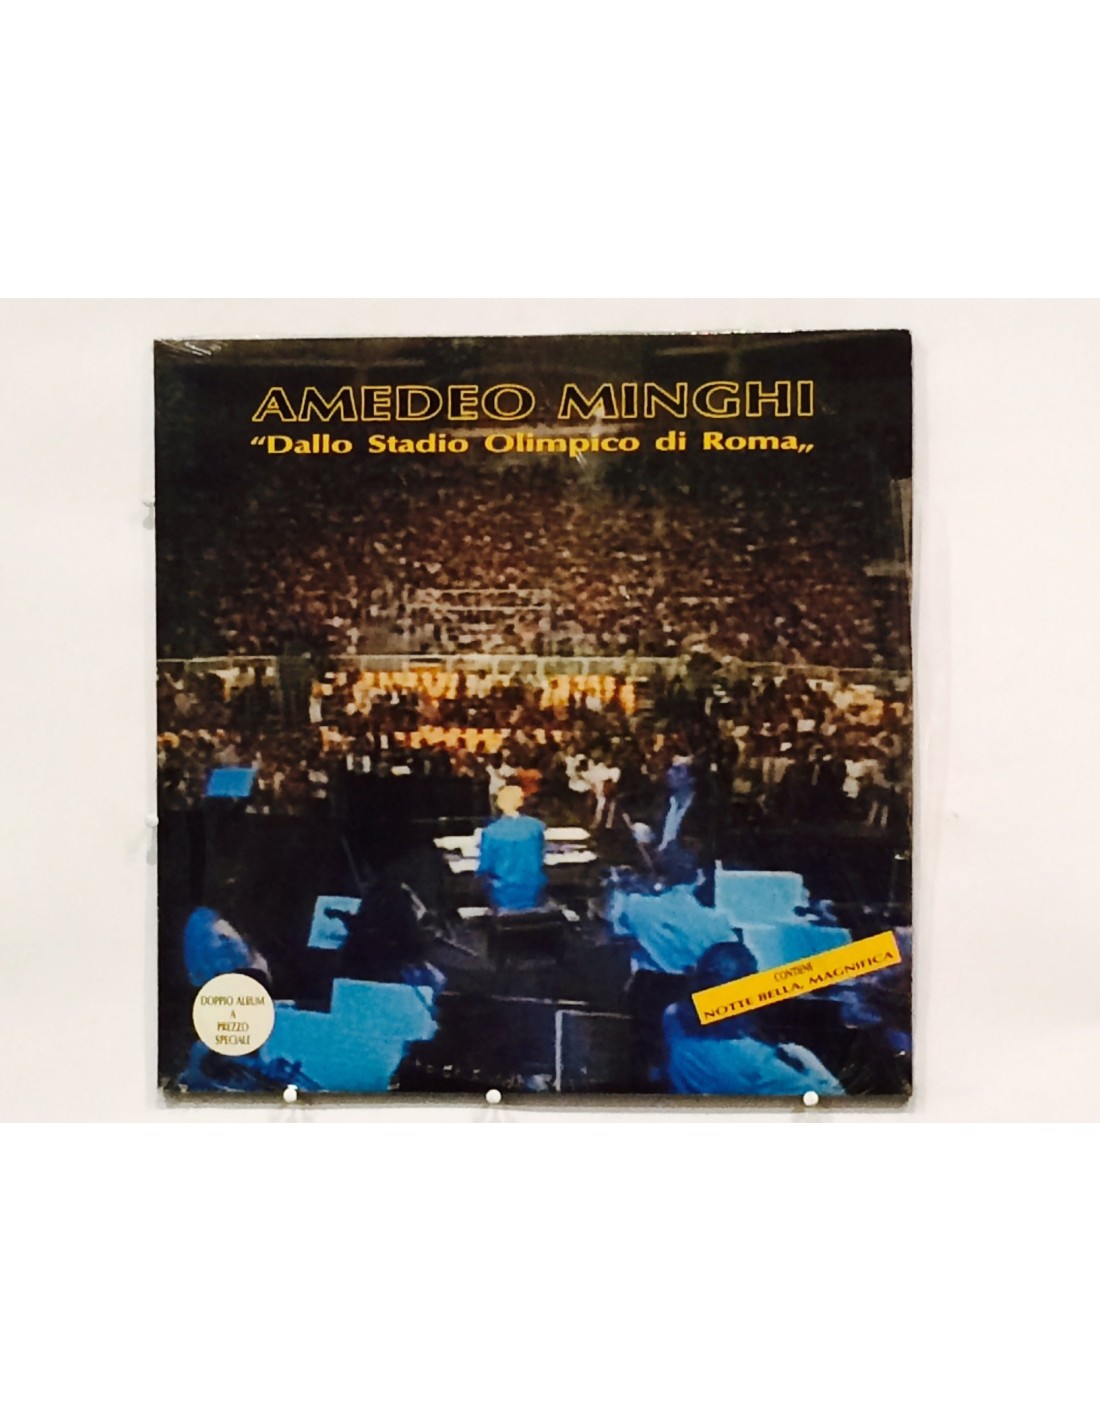 AMEDEO MINGHI
“Dallo Stadio Olimpico di Roma„
CONTIENE
NOTTE BELLA, MAGNIFICA
DOPPIO ALBUM
A
PREZZO
SPECIALE